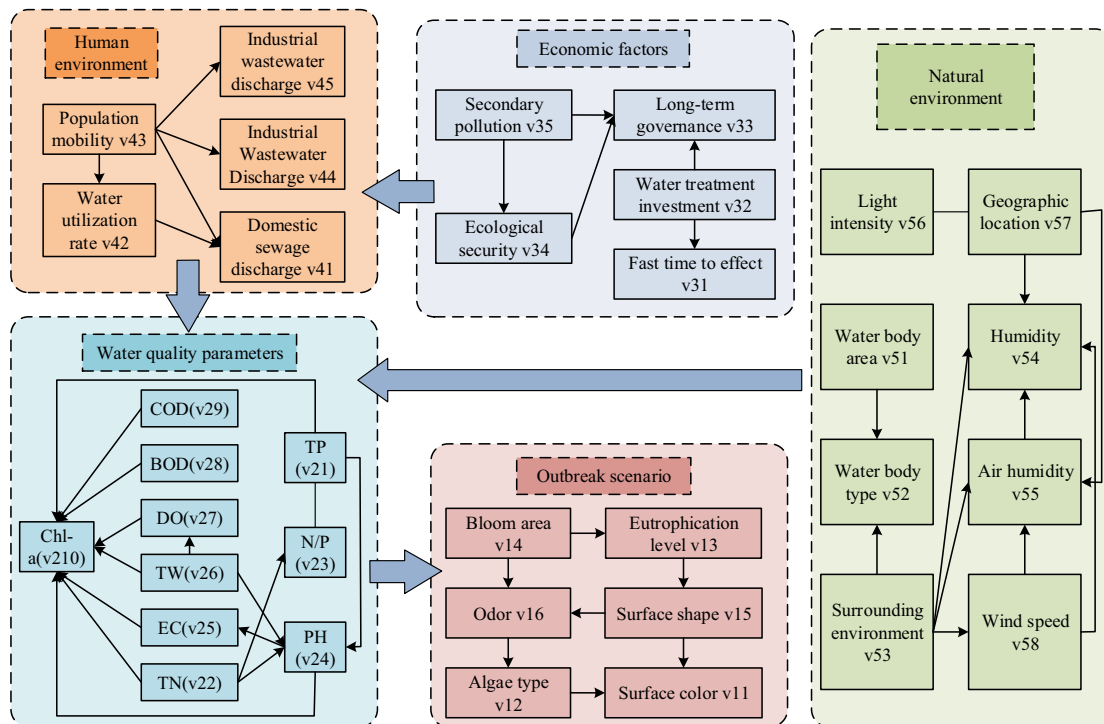 Human
environment
Industrial
wastewater
discharge v45
Population
mobility v43
Industrial
Wastewater
Discharge v44
Water
utilization
rate v42
Domestic
sewage
discharge v41
Economic factors
Secondary
pollution v35
Long-term
governance v33
Water treatment
investment v32
Ecological
security v34
Fast time to effect
v31
Natural
environment
Light
intensity v56
Geographic
location v57
Water body
area v51
Humidity
v54
Water body
type v52
Air humidity
v55
Surrounding
environment
v53
Wind speed
v58
Water quality parameters
COD(v29)
TP
(v21)
BOD(v28)
DO(v27)
Chl-
a(v210)
N/P
(v23)
TW(v26)
EC(v25)
PH
(v24)
TN(v22)
Outbreak scenario
Bloom area
v14
Eutrophication
level v13
Odor v16
Surface shape v15
Algae type
v12
Surface color v11